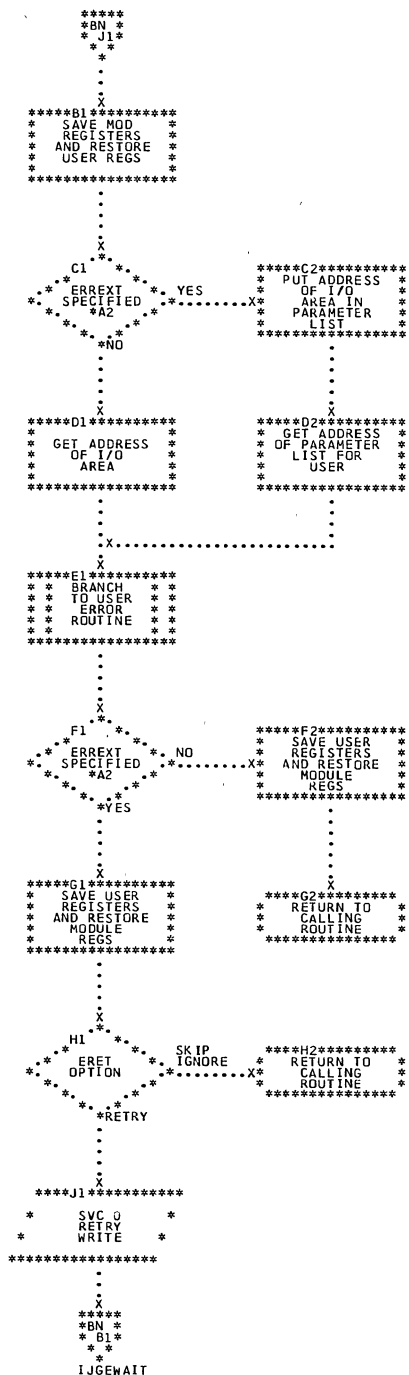 BN
J1
B1
SAVE MOD
REGISTERS
AND RESTORE
USER REGS
C1
ERREXT
SPECIFIED
*A2
YES
NO
C2
PUT ADDRESS
OF I/O
AREA IN
PARAMETER
LIST
D1
GET ADDRESS
OF I/O
AREA
D2
GET ADDRESS
OF PARAMETER
LIST FOR
USER
E1
BRANCH
TO USER
ERROR
ROUTINE
F1
ERREXT
SPECIFIED
*A2
NO
YES
F2
SAVE USER
REGISTERS
AND RESTORE
MODULE
REGS
G1
SAVE USER
REGISTERS
AND RESTORE
MODULE
REGS
G2
RETURN TO
CALLING
ROUTINE
H1
ERET
OPTION
SKIP
IGNORE
RETRY
H2
RETURN TO
CALLING
ROUTINE
J1
SVC 0
RETRY
WRITE
BN
B1
IJGEWAIT